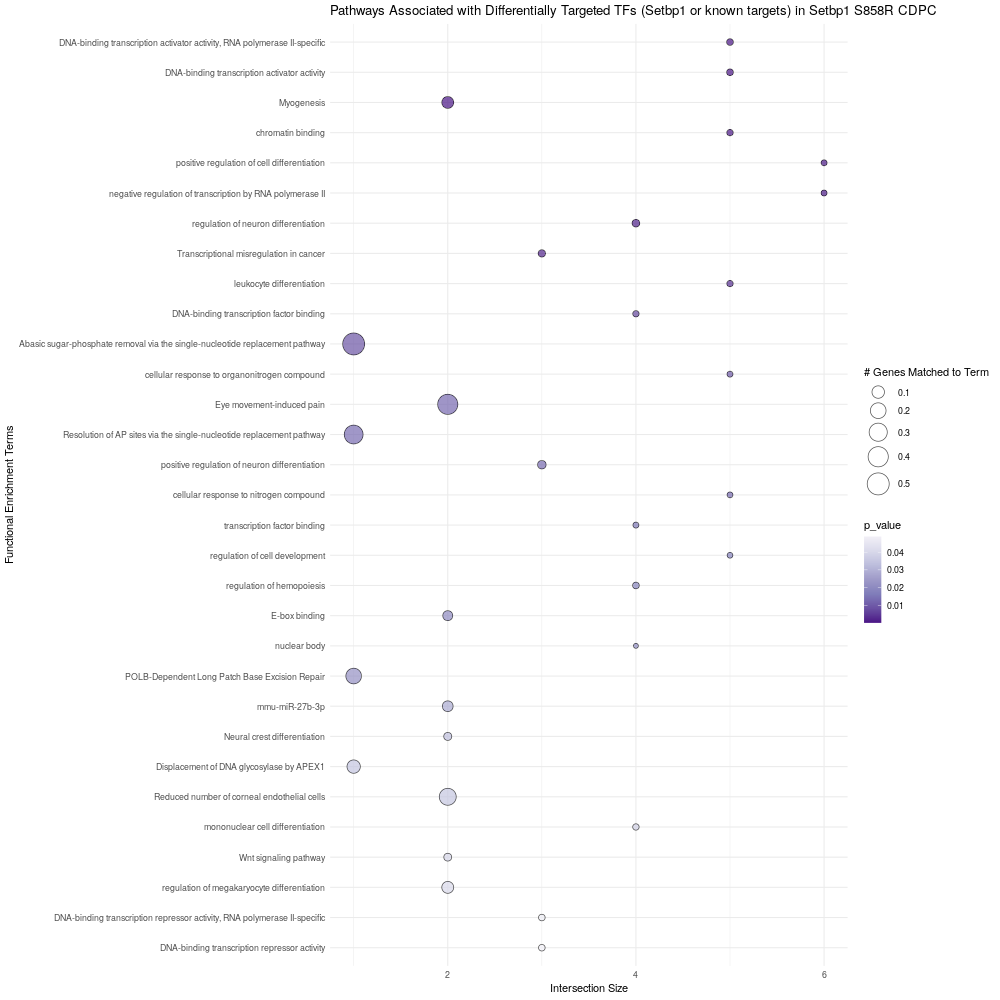 Pathways Associated with Differentially Targeted TFs (Setbp1 or known targets) in Setbp1 S858R CDPC
Functional Enrichment Terms
DNA-binding transcription activator activity, RNA polymerase II-specific
DNA-binding transcription activator activity
Myogenesis
chromatin binding
positive regulation of cell differentiation
negative regulation of transcription by RNA polymerase II
regulation of neuron differentiation
Transcriptional misregulation in cancer
leukocyte differentiation
DNA-binding transcription factor binding
Abasic sugar-phosphate removal via the single-nucleotide replacement pathway
cellular response to organonitrogen compound
Eye movement-induced pain
Resolution of AP sites via the single-nucleotide replacement pathway
positive regulation of neuron differentiation
cellular response to nitrogen compound
transcription factor binding
regulation of cell development
regulation of hemopoiesis
E-box binding
nuclear body
POLB-Dependent Long Patch Base Excision Repair
mmu-miR-27b-3p
Neural crest differentiation
Displacement of DNA glycosylase by APEX1
Reduced number of corneal endothelial cells
mononuclear cell differentiation
Wnt signaling pathway
regulation of megakaryocyte differentiation
DNA-binding transcription repressor activity, RNA polymerase II-specific
DNA-binding transcription repressor activity
2 4 6
Intersection Size
# Genes Matched to Term
0.1
0.2
0.3
0.4
0.5
p_value
0.04
0.03
0.02
0.01